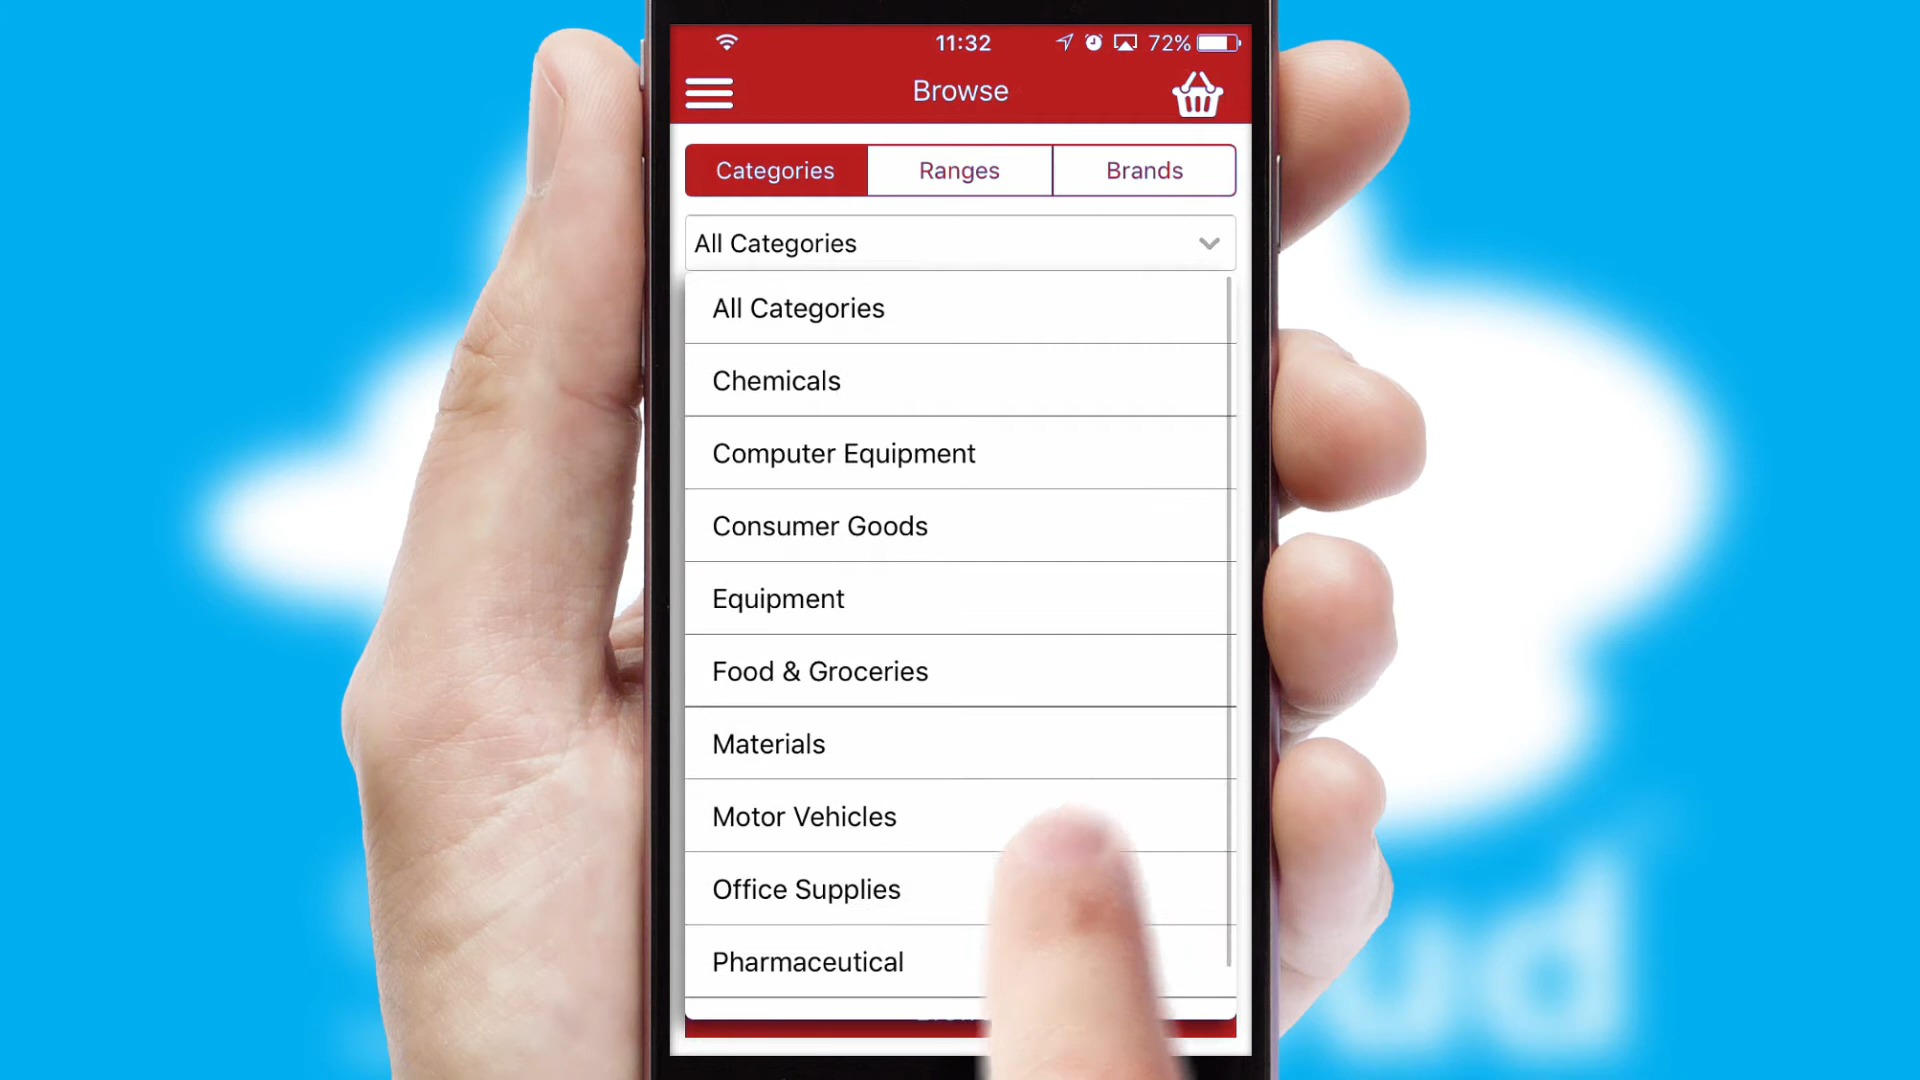 11:32
72%
Browse
Categories
Ranges
Brands
All Categories
All Categories
Chemicals
Computer Equipment
Consumer Goods
Equipment
Food & Groceries
Materials
Motor Vehicles
Office Supplies
Pharmaceutical